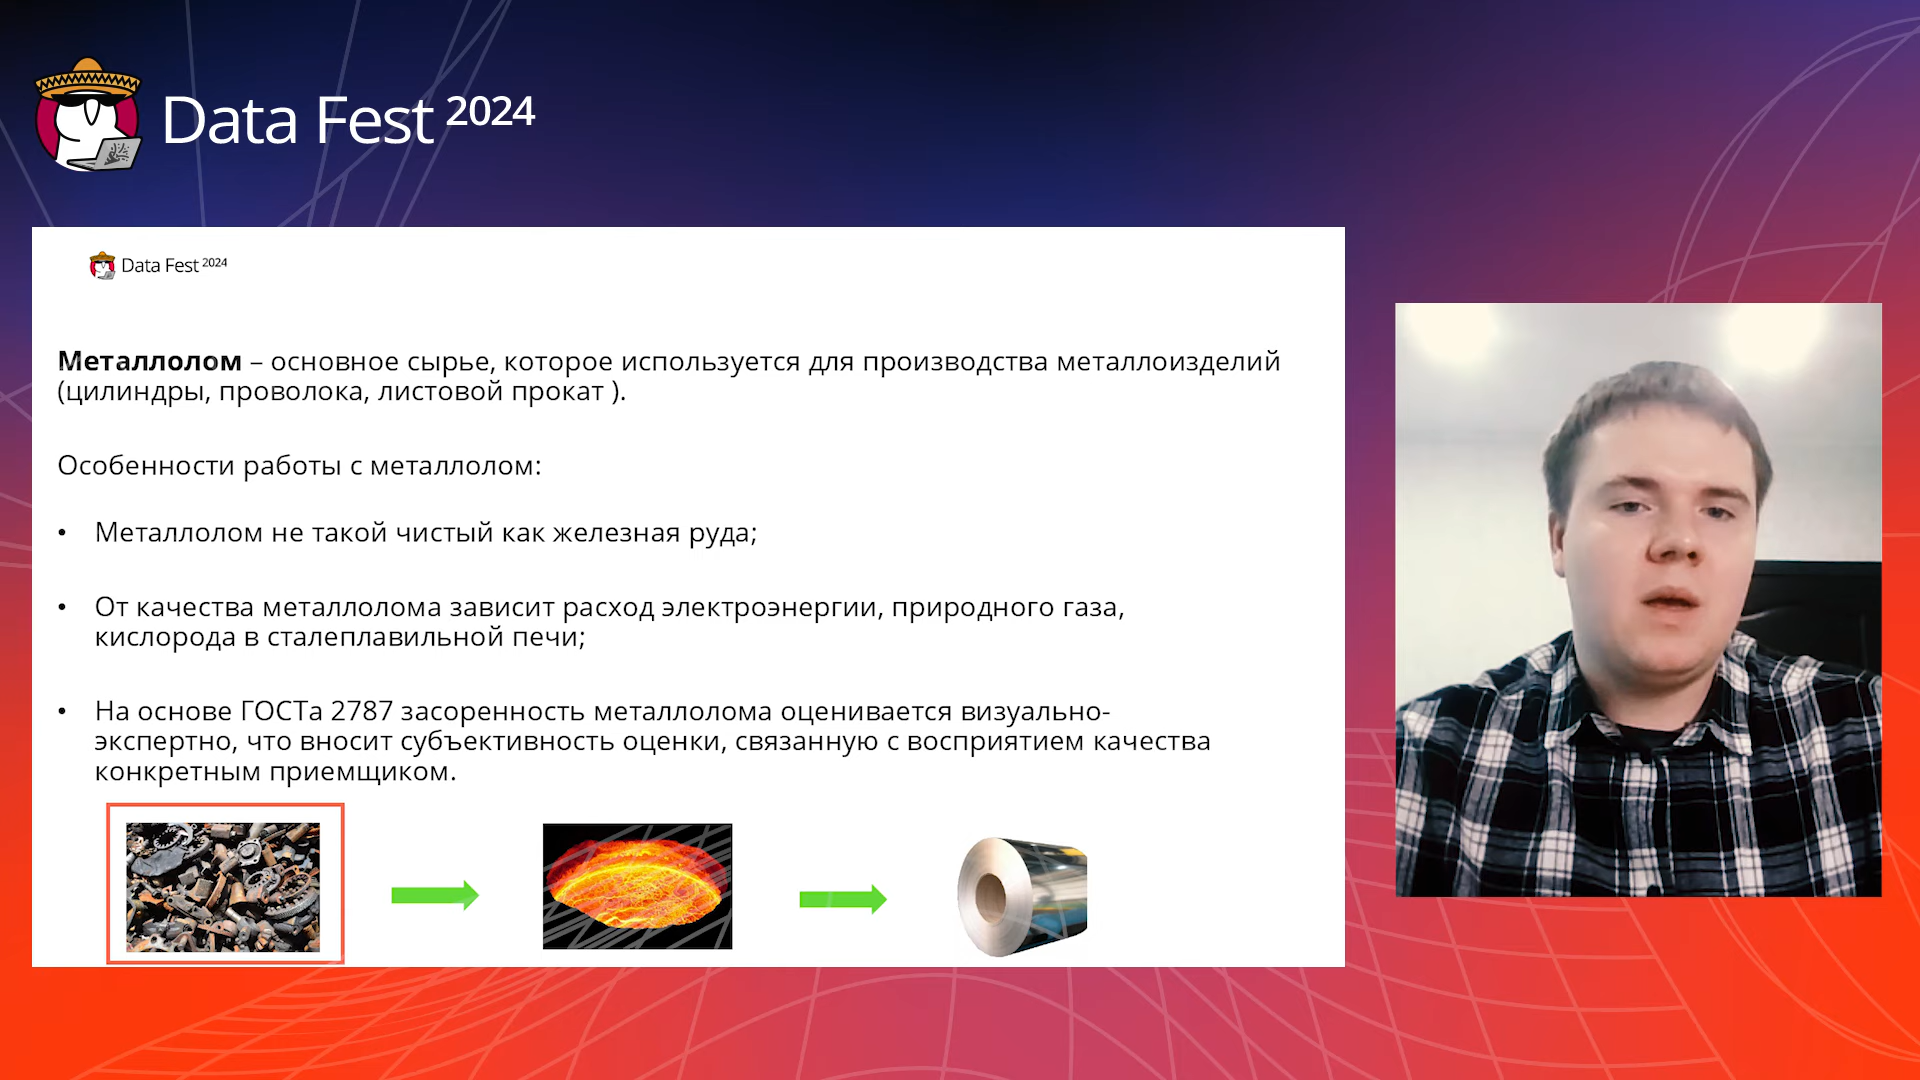 Data Fest 2024
Data Fest 2024
Металлолом – основное сырье, которое используется для производства металлоизделий
(цилиндры, проволока, листовой прокат ).
Особенности работы с металлолом:
• Металлолом не такой чистый как железная руда;
• От качества металлолома зависит расход электроэнергии, природного газа,
кислорода в сталеплавильной печи;
• На основе ГОСТа 2787 засоренность металлолома оценивается визуально-
экспертно, что вносит субъективность оценки, связанную с восприятием качества
конкретным приемщиком.